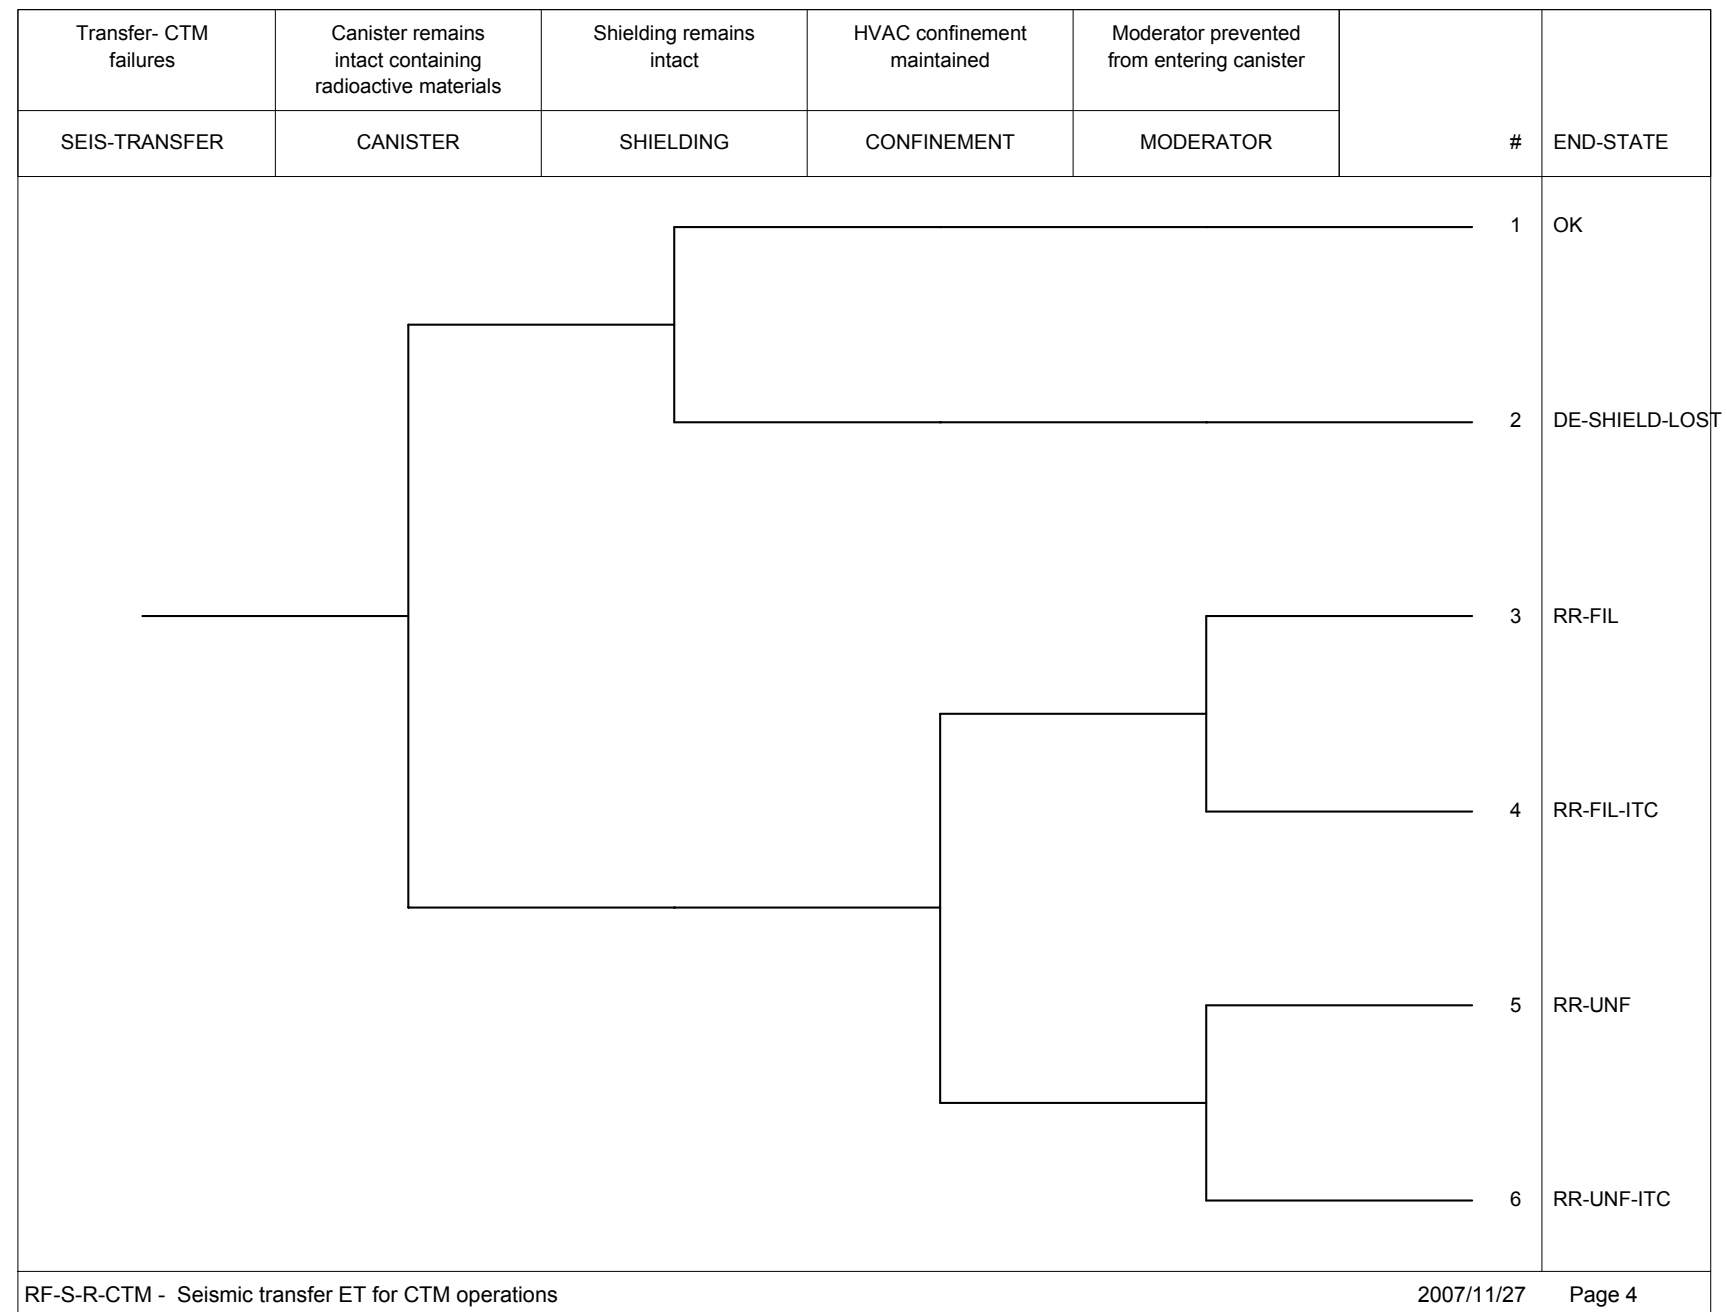 Transfer- CTM
failures
Canister remains
intact containing
radioactive materials
Shielding remains
intact
HVAC confinement
maintained
Moderator prevented
from entering canister
SEIS-TRANSFER
CANISTER
SHIELDING
CONFINEMENT
MODERATOR
#
END-STATE
1 OK
2 DE-SHIELD-LOST
3 RR-FIL
4 RR-FIL-ITC
5 RR-UNF
6 RR-UNF-ITC
RF-S-R-CTM - Seismic transfer ET for CTM operations
2007/11/27
Page 4